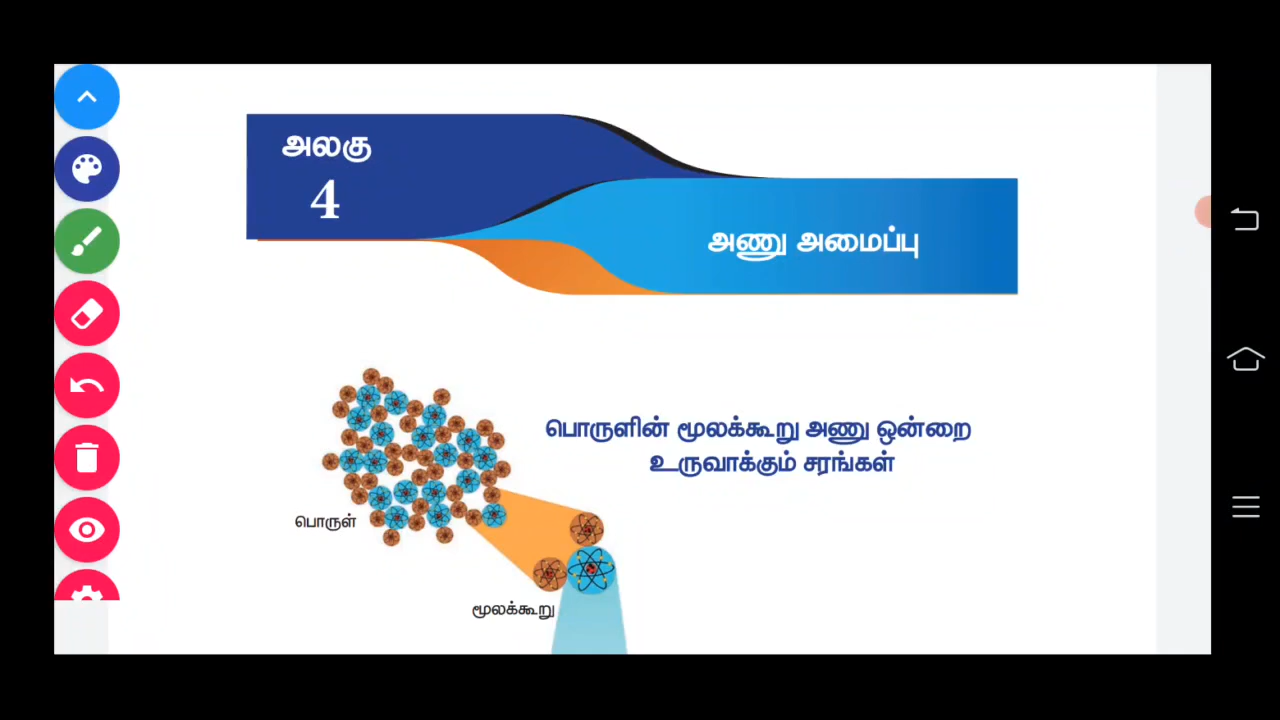 அலகு
4
அணு அமைப்பு
பொருளின் மூலக்கூறு அணு ஒன்றை
உருவாக்கும் சரங்கள்
பொருள்
மூலக்கூறு